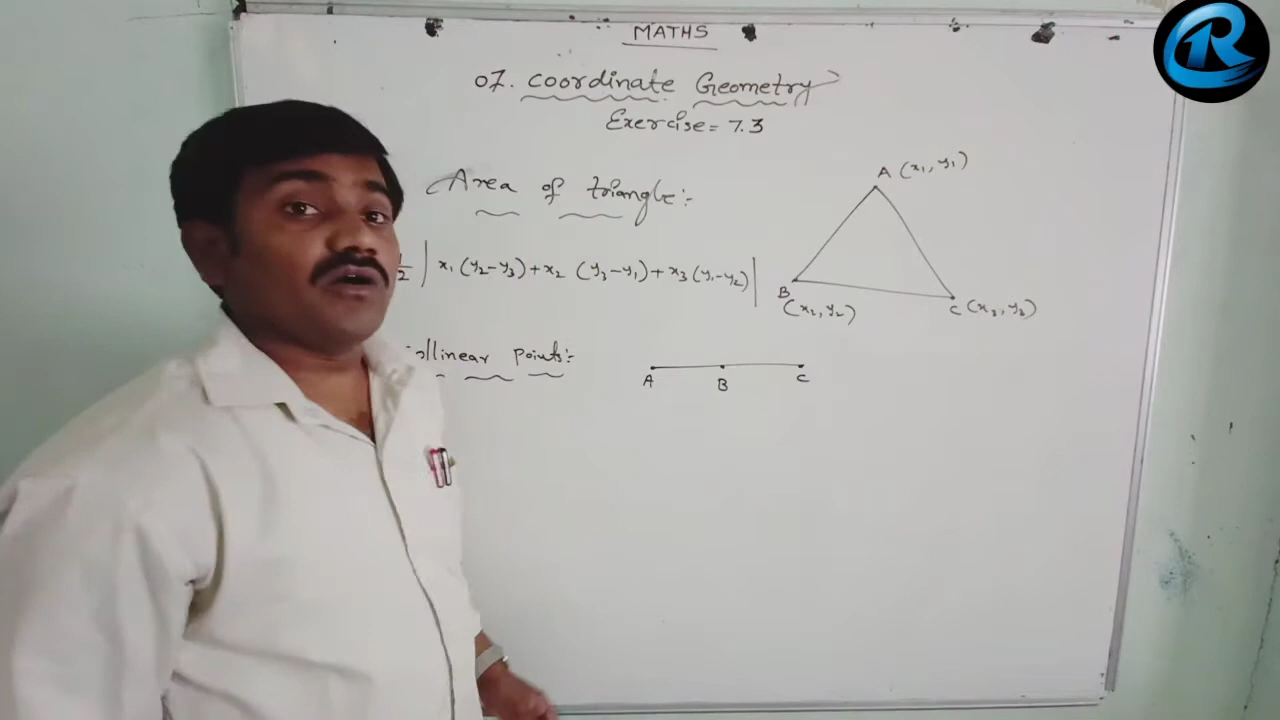 MATHS
07. Coordinate Geometry
Exercise = 7.3
Area of triangle:-
A (x₁, y₁)
1/2 | x₁ (y₂-y₃) + x₂ (y₃-y₁) + x₃ (y₁-y₂) |
B
(x₂, y₂)
C (x₃, y₃)
ollinear points:-
A B C